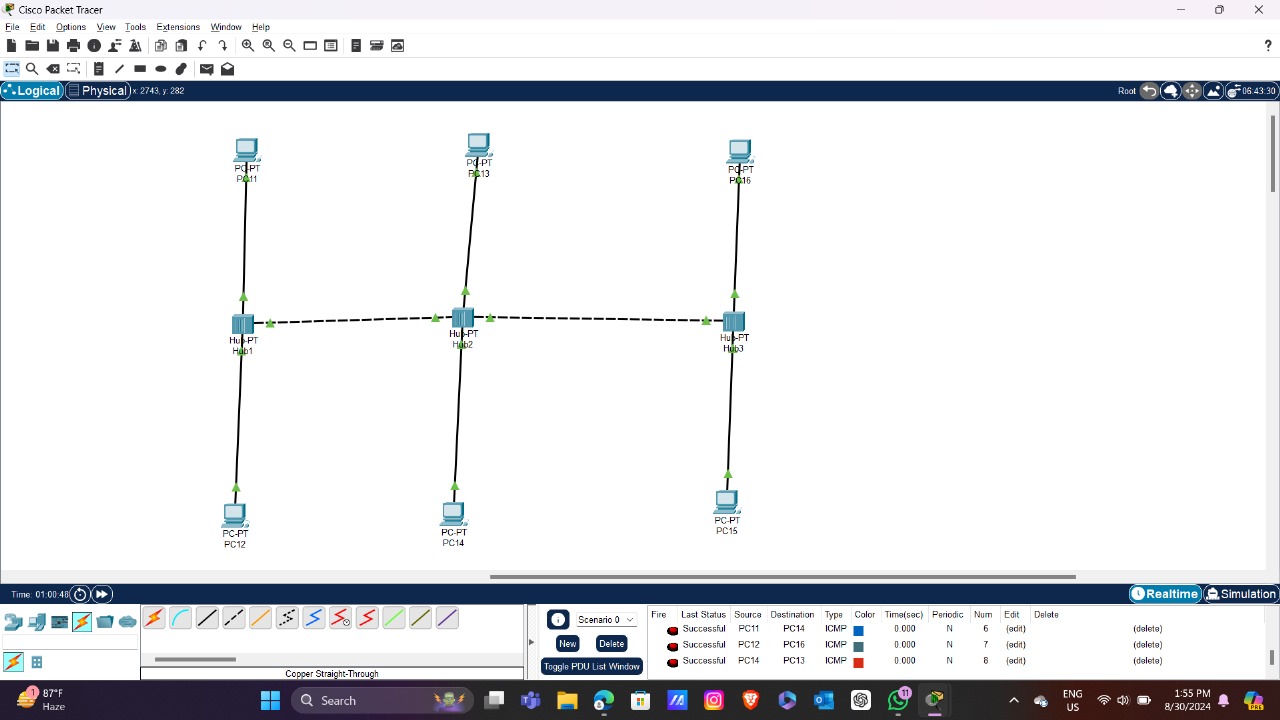 Cisco Packet Tracer
File Edit Options View Tools Extensions Window Help
?
Logical Physical x: 2743, y: 282 Root 06:43:30
PC-PT
PC11
PC-PT
PC13
PC-PT
PC16
Hub-PT
Hub1
Hub-PT
Hub2
Hub-PT
Hub3
PC-PT
PC12
PC-PT
PC14
PC-PT
PC15
Time: 01:00:48 Realtime Simulation
Copper Straight-Through
Scenario 0
New Delete
Toggle PDU List Window
Fire Last Status Source Destination Type Color Time(sec) Periodic Num Edit Delete
Successful PC11 PC14 ICMP 0.000 N 6 (edit) (delete)
Successful PC12 PC16 ICMP 0.000 N 7 (edit) (delete)
Successful PC14 PC13 ICMP 0.000 N 8 (edit) (delete)
1
87°F
Haze
Search
11
ENG
US
1:55 PM
8/30/2024
PRE